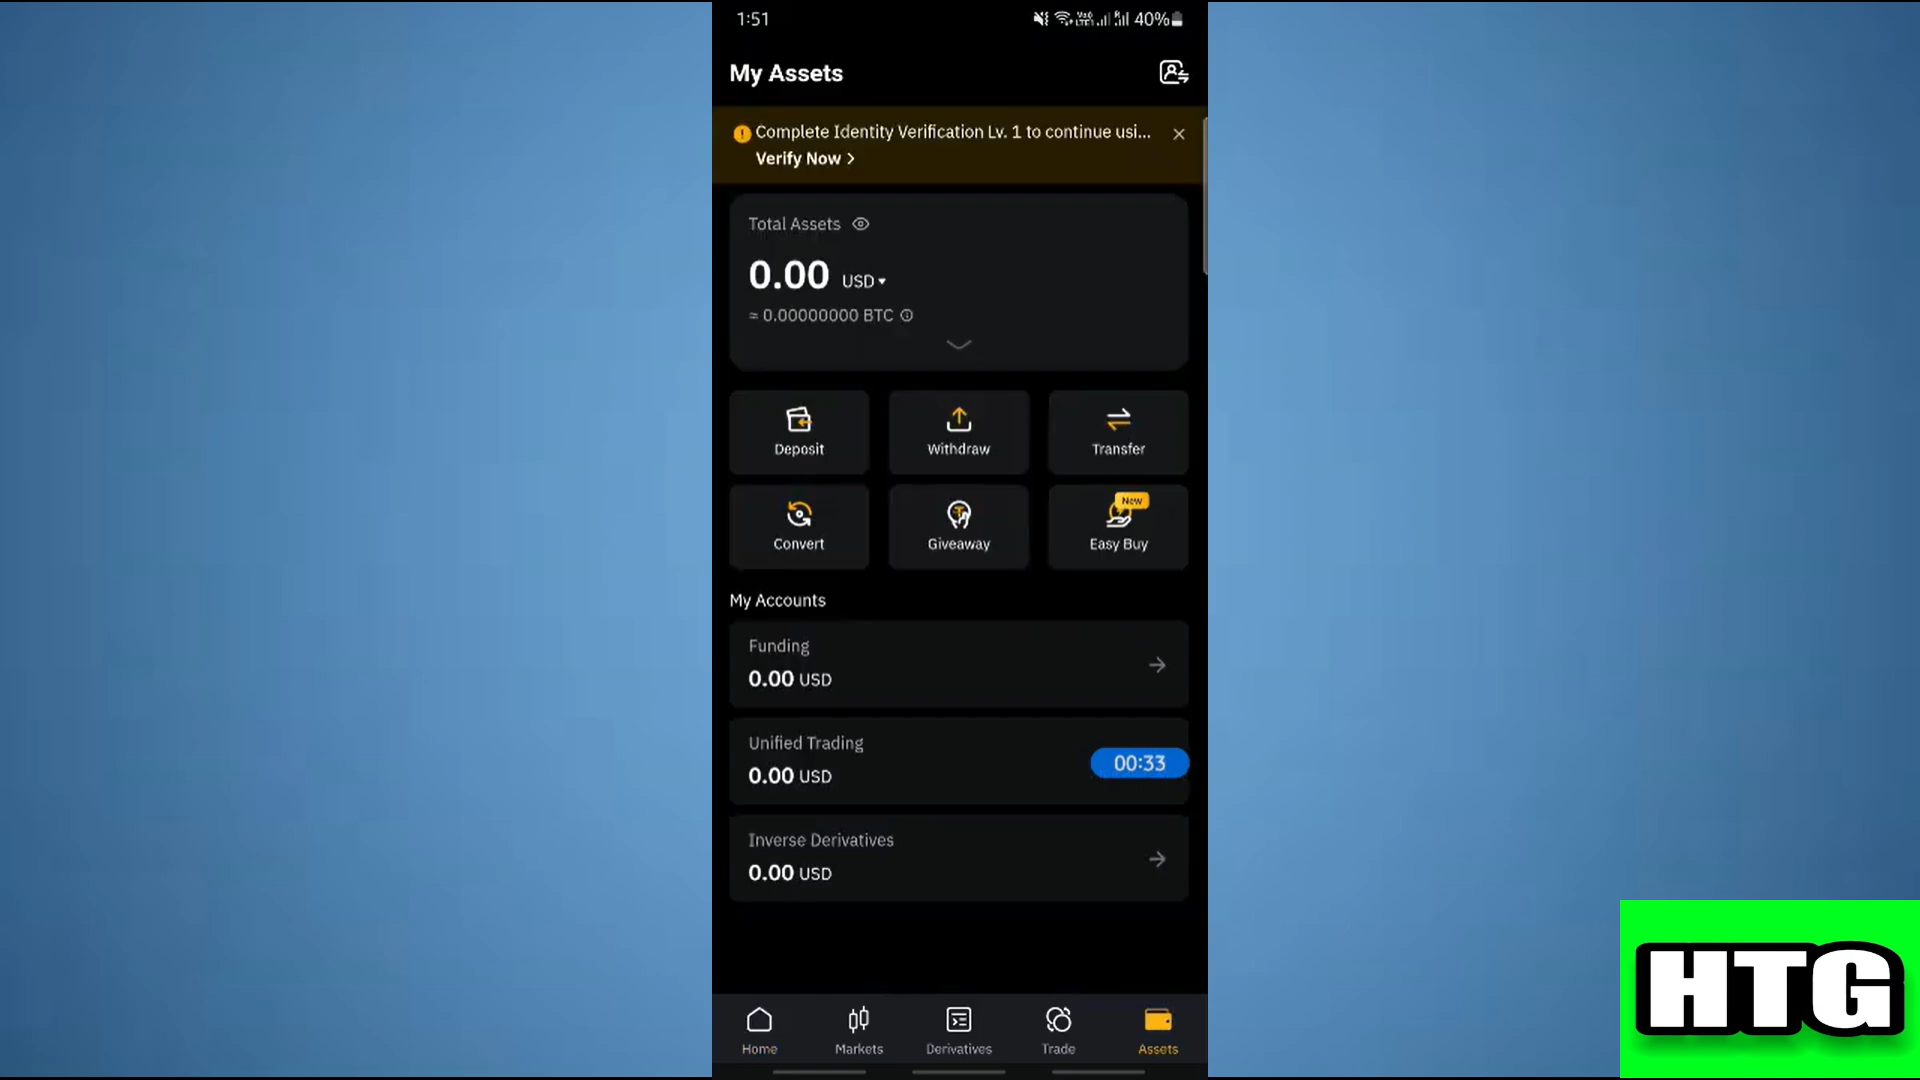 1:51
40%
My Assets
Complete Identity Verification Lv. 1 to continue usi...
Verify Now
Total Assets
0.00 USD
≈ 0.00000000 BTC
Deposit
Withdraw
Transfer
Convert
Giveaway
New
Easy Buy
My Accounts
Funding
0.00 USD
Unified Trading
0.00 USD
00:33
Inverse Derivatives
0.00 USD
Home
Markets
Derivatives
Trade
Assets
HTG